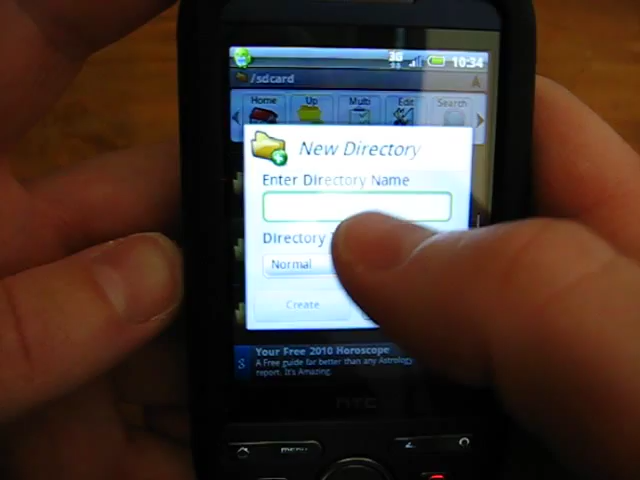 3G 10:34
/sdcard
Home Up Multi Edit Search
New Directory
Enter Directory Name
Directory
Normal
Create
Your Free 2010 Horoscope
A Free guide far better than any Astrology
report. It's Amazing.
hTC
MENU